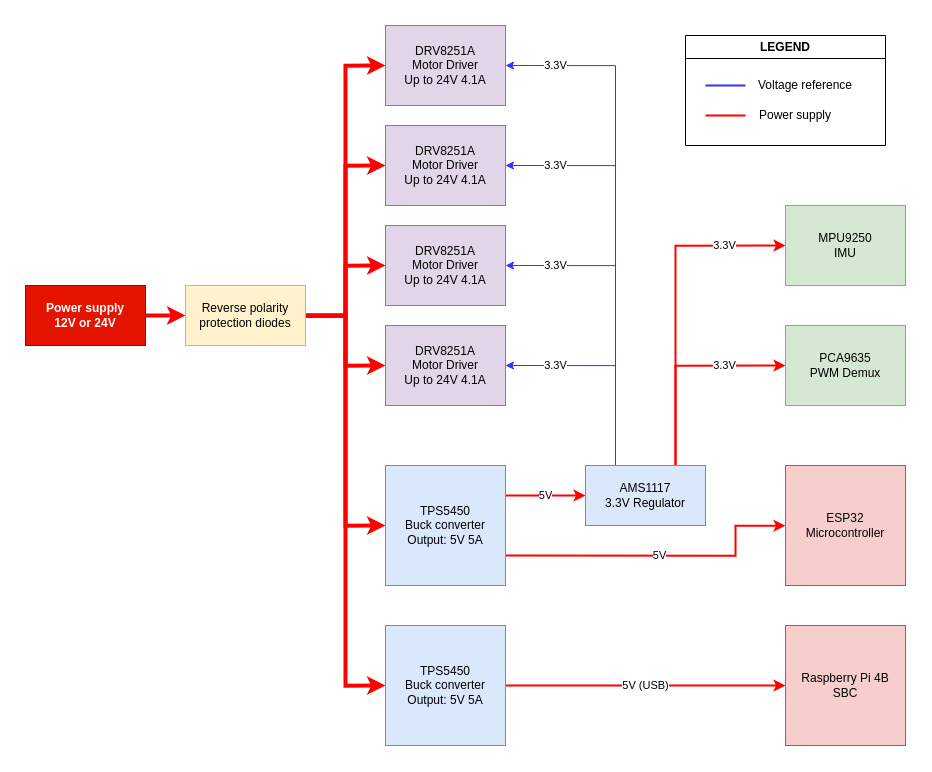 DRV8251A
Motor Driver
Up to 24V 4.1A
3.3V
LEGEND
Voltage reference
Power supply
DRV8251A
Motor Driver
Up to 24V 4.1A
3.3V
DRV8251A
Motor Driver
Up to 24V 4.1A
3.3V
3.3V
MPU9250
IMU
Power supply
12V or 24V
Reverse polarity
protection diodes
DRV8251A
Motor Driver
Up to 24V 4.1A
3.3V
3.3V
PCA9635
PWM Demux
TPS5450
Buck converter
Output: 5V 5A
5V
AMS1117
3.3V Regulator
5V
ESP32
Microcontroller
TPS5450
Buck converter
Output: 5V 5A
5V (USB)
Raspberry Pi 4B
SBC